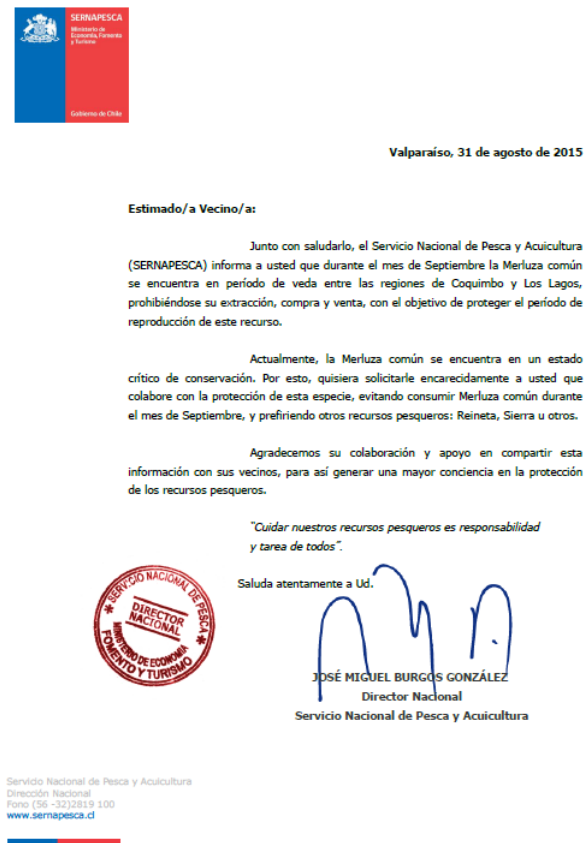 SERNAPESCA
Ministerio de
Economía, Fomento
y Turismo
Gobierno de Chile
Valparaíso, 31 de agosto de 2015
Estimado/a Vecino/a:
Junto con saludarlo, el Servicio Nacional de Pesca y Acuicultura
(SERNAPESCA) informa a usted que durante el mes de Septiembre la Merluza común
se encuentra en período de veda entre las regiones de Coquimbo y Los Lagos,
prohibiéndose su extracción, compra y venta, con el objetivo de proteger el período de
reproducción de este recurso.
Actualmente, la Merluza común se encuentra en un estado
crítico de conservación. Por esto, quisiera solicitarle encarecidamente a usted que
colabore con la protección de esta especie, evitando consumir Merluza común durante
el mes de Septiembre, y prefiriendo otros recursos pesqueros: Reineta, Sierra u otros.
Agradecemos su colaboración y apoyo en compartir esta
información con sus vecinos, para así generar una mayor conciencia en la protección
de los recursos pesqueros.
"Cuidar nuestros recursos pesqueros es responsabilidad
y tarea de todos".
Saluda atentamente a Ud.
SERVICIO NACIONAL DE PESCA
DIRECTOR
NACIONAL
MINISTERIO DE ECONOMIA
FOMENTO Y TURISMO
JOSÉ MIGUEL BURGOS GONZÁLEZ
Director Nacional
Servicio Nacional de Pesca y Acuicultura
Servicio Nacional de Pesca y Acuicultura
Dirección Nacional
Fono (56 -32)2819 100
www.sernapesca.cl